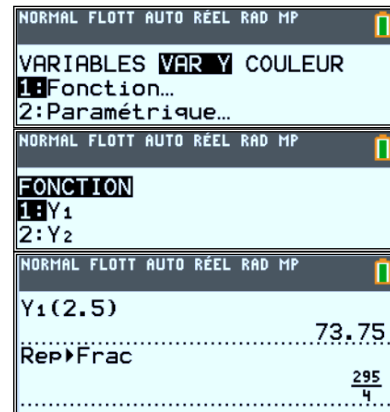 NORMAL FLOTT AUTO RÉEL RAD MP
VARIABLES VAR Y COULEUR
1:Fonction…
2:Paramétrique…
NORMAL FLOTT AUTO RÉEL RAD MP
FONCTION
1:Y₁
2:Y₂
NORMAL FLOTT AUTO RÉEL RAD MP
Y₁(2.5)
73.75
Rep▸Frac
295
4